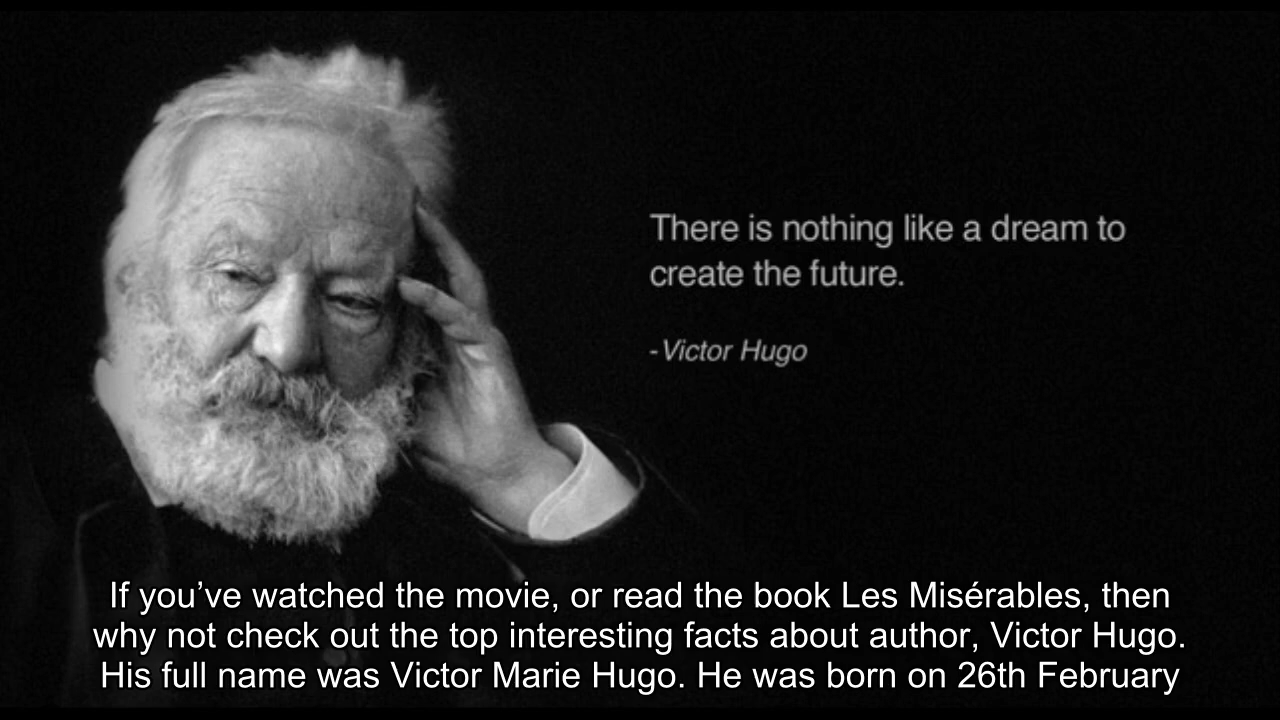 There is nothing like a dream to
create the future.
-Victor Hugo
If you’ve watched the movie, or read the book Les Misérables, then
why not check out the top interesting facts about author, Victor Hugo.
His full name was Victor Marie Hugo. He was born on 26th February